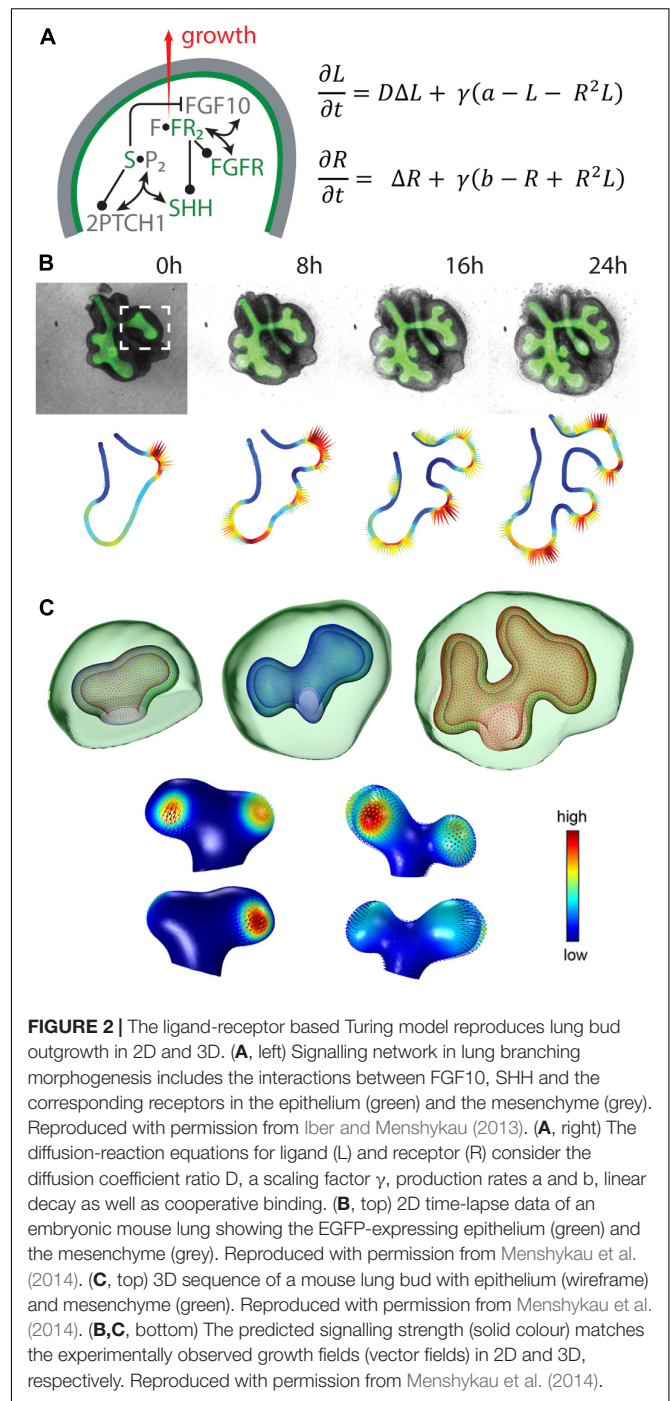 A
growth
FGF10
F•FR₂
S•P₂
FGFR
SHH
2PTCH1
∂L/∂t = DΔL + γ(a − L − R²L)
∂R/∂t = ΔR + γ(b − R + R²L)
B
0h 8h 16h 24h
C
high
low
FIGURE 2 | The ligand-receptor based Turing model reproduces lung bud
outgrowth in 2D and 3D. (A, left) Signalling network in lung branching
morphogenesis includes the interactions between FGF10, SHH and the
corresponding receptors in the epithelium (green) and the mesenchyme (grey).
Reproduced with permission from Iber and Menshykau (2013). (A, right) The
diffusion-reaction equations for ligand (L) and receptor (R) consider the
diffusion coefficient ratio D, a scaling factor γ, production rates a and b, linear
decay as well as cooperative binding. (B, top) 2D time-lapse data of an
embryonic mouse lung showing the EGFP-expressing epithelium (green) and
the mesenchyme (grey). Reproduced with permission from Menshykau et al.
(2014). (C, top) 3D sequence of a mouse lung bud with epithelium (wireframe)
and mesenchyme (green). Reproduced with permission from Menshykau et al.
(2014). (B,C, bottom) The predicted signalling strength (solid colour) matches
the experimentally observed growth fields (vector fields) in 2D and 3D,
respectively. Reproduced with permission from Menshykau et al. (2014).